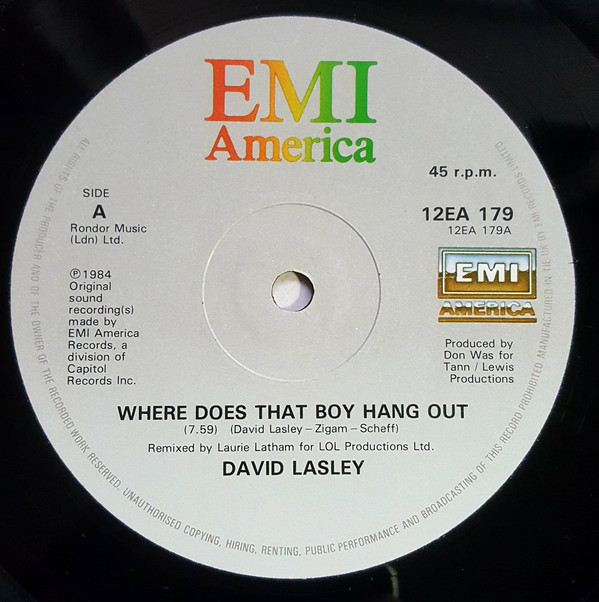 EMI
America
45 r.p.m.
SIDE
A
Rondor Music
(Ldn) Ltd.
12EA 179
12EA 179A
EMI
AMERICA
℗1984
Original
sound
recording(s)
made by
EMI America
Records, a
division of
Capitol
Records Inc.
Produced by
Don Was for
Tann / Lewis
Productions
WHERE DOES THAT BOY HANG OUT
(7.59) (David Lasley – Zigam – Scheff)
Remixed by Laurie Latham for LOL Productions Ltd.
DAVID LASLEY
ALL RIGHTS OF THE PRODUCER AND OF THE OWNER OF THE RECORDED WORK RESERVED. UNAUTHORISED COPYING, HIRING, RENTING, PUBLIC PERFORMANCE AND BROADCASTING OF THIS RECORD PROHIBITED. MANUFACTURED IN THE UK BY EMI RECORDS LIMITED